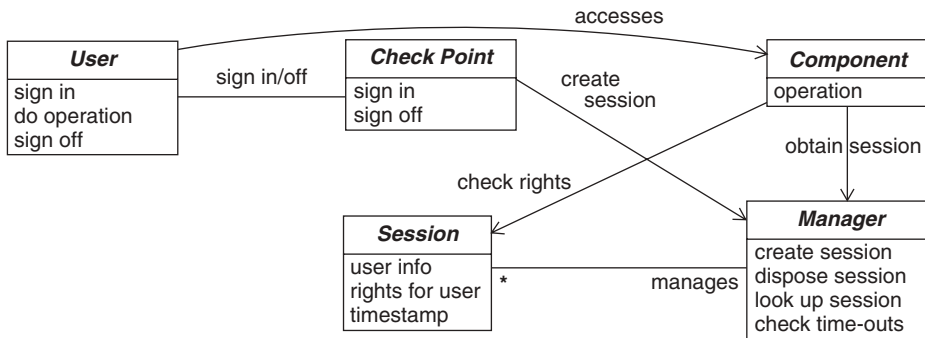 accesses
User
sign in
do operation
sign off
sign in/off
Check Point
sign in
sign off
create
session
Component
operation
obtain session
check rights
Session
user info
rights for user
timestamp
*
manages
Manager
create session
dispose session
look up session
check time-outs